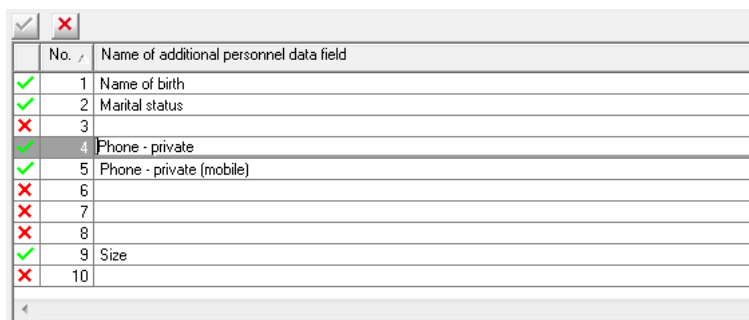 No. Name of additional personnel data field
1 Name of birth
2 Marital status
3
4 Phone - private
5 Phone - private (mobile)
6
7
8
9 Size
10